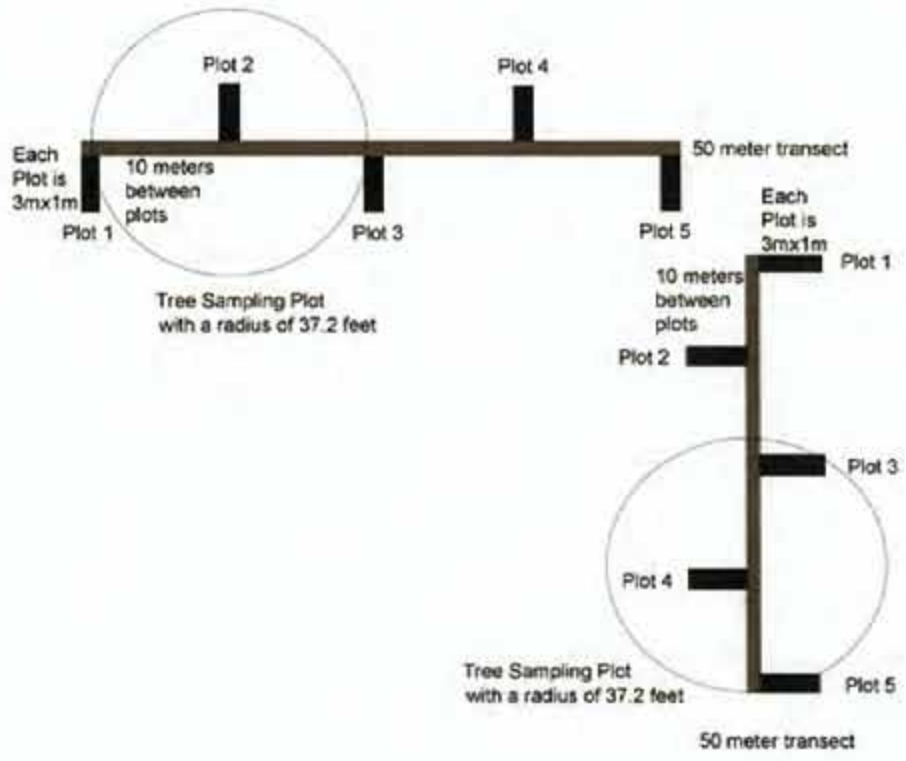 Plot 2
Plot 4
50 meter transect
Each
Plot is
3mx1m
10 meters
between
plots
Plot 1
Plot 3
Plot 5
Tree Sampling Plot
with a radius of 37.2 feet
Each
Plot is
3mx1m
Plot 1
10 meters
between
plots
Plot 2
Plot 3
Plot 4
Tree Sampling Plot
with a radius of 37.2 feet
Plot 5
50 meter transect